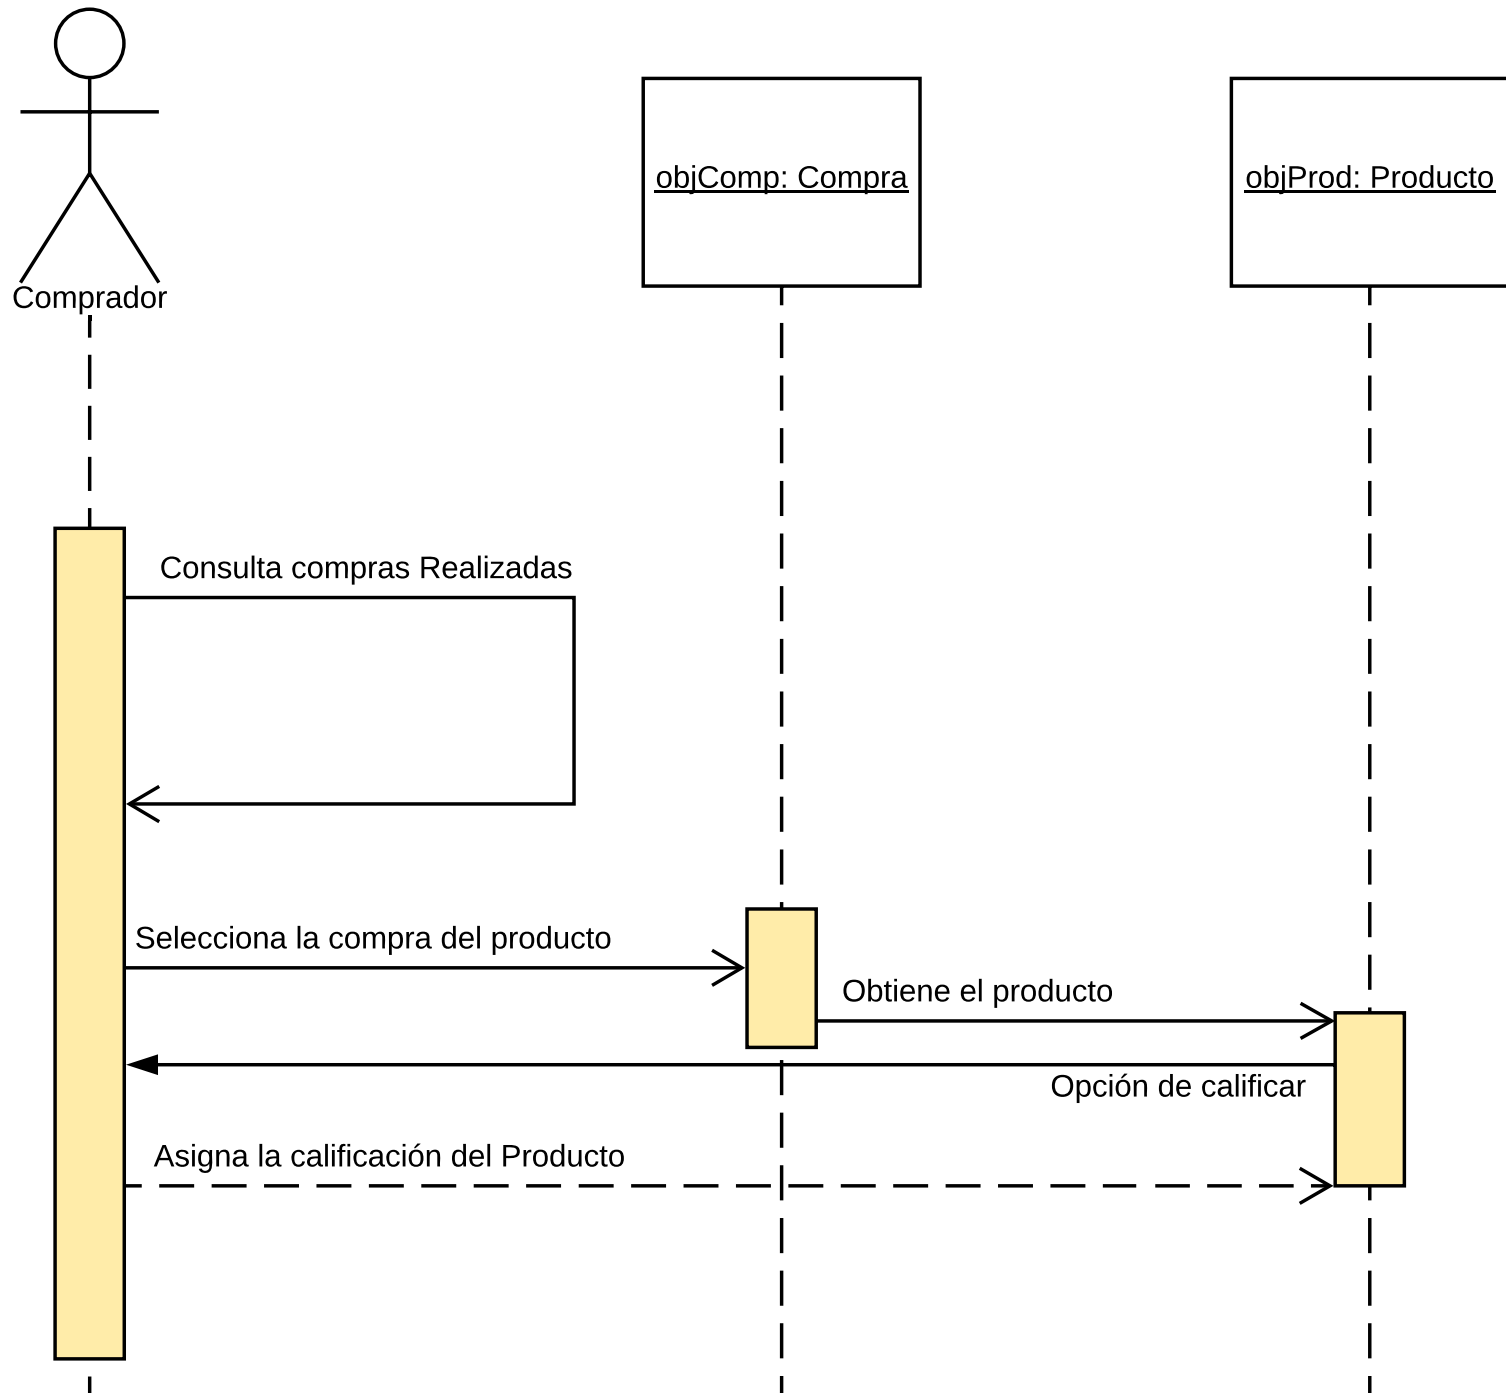 objComp: Compra
objProd: Producto
Comprador
Consulta compras Realizadas
Selecciona la compra del producto
Obtiene el producto
Opción de calificar
Asigna la calificación del Producto